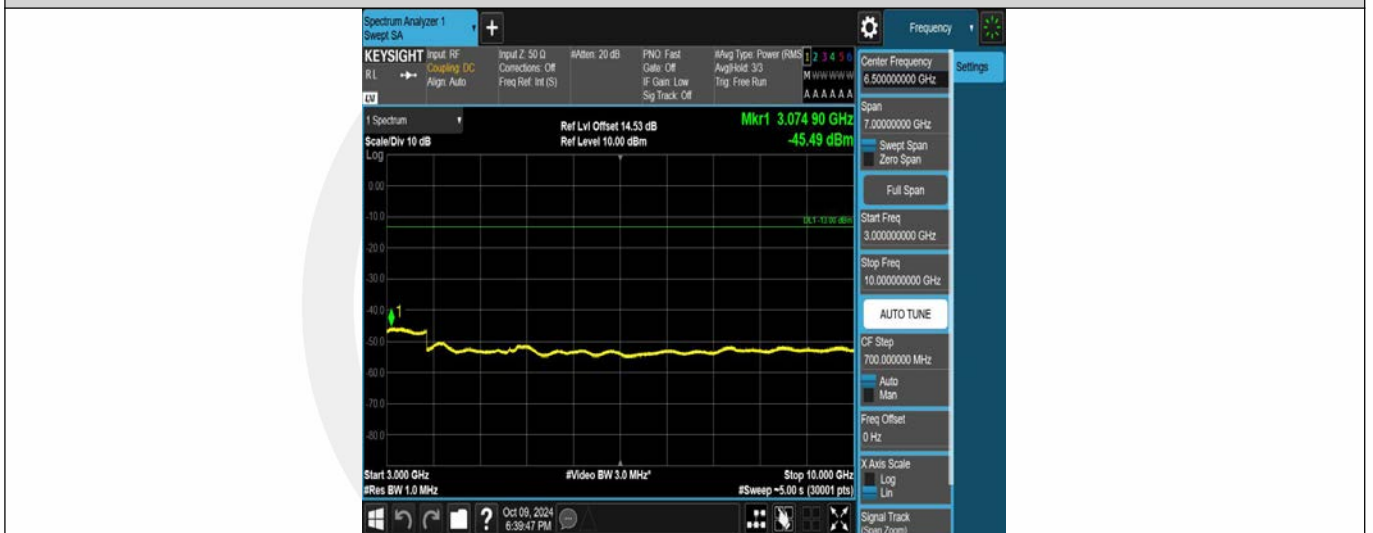 Spectrum Analyzer 1
Swept SA
+
Frequency
KEYSIGHT
RL
LXI
Input: RF
Coupling: DC
Align: Auto
Input Z: 50 Ω
Corrections: Off
Freq Ref: Int (S)
#Atten: 20 dB
PNO: Fast
Gate: Off
IF Gain: Low
Sig Track: Off
#Avg Type: Power (RMS
Avg|Hold: 3/3
Trig: Free Run
1 2 3 4 5 6
M W W W W W
A A A A A A
1 Spectrum
Scale/Div 10 dB
Log
Ref Lvl Offset 14.53 dB
Ref Level 10.00 dBm
Mkr1 3.074 90 GHz
-45.49 dBm
0.00
-10.0
-20.0
-30.0
-40.0
-50.0
-60.0
-70.0
-80.0
DL1 -13.00 dBm
1
Start 3.000 GHz
#Res BW 1.0 MHz
#Video BW 3.0 MHz*
Stop 10.000 GHz
#Sweep ~5.00 s (30001 pts)
?
Oct 09, 2024
6:39:47 PM
Center Frequency
6.500000000 GHz
Settings
Span
7.00000000 GHz
Swept Span
Zero Span
Full Span
Start Freq
3.000000000 GHz
Stop Freq
10.000000000 GHz
AUTO TUNE
CF Step
700.000000 MHz
Auto
Man
Freq Offset
0 Hz
X Axis Scale
Log
Lin
Signal Track
(Span Zoom)